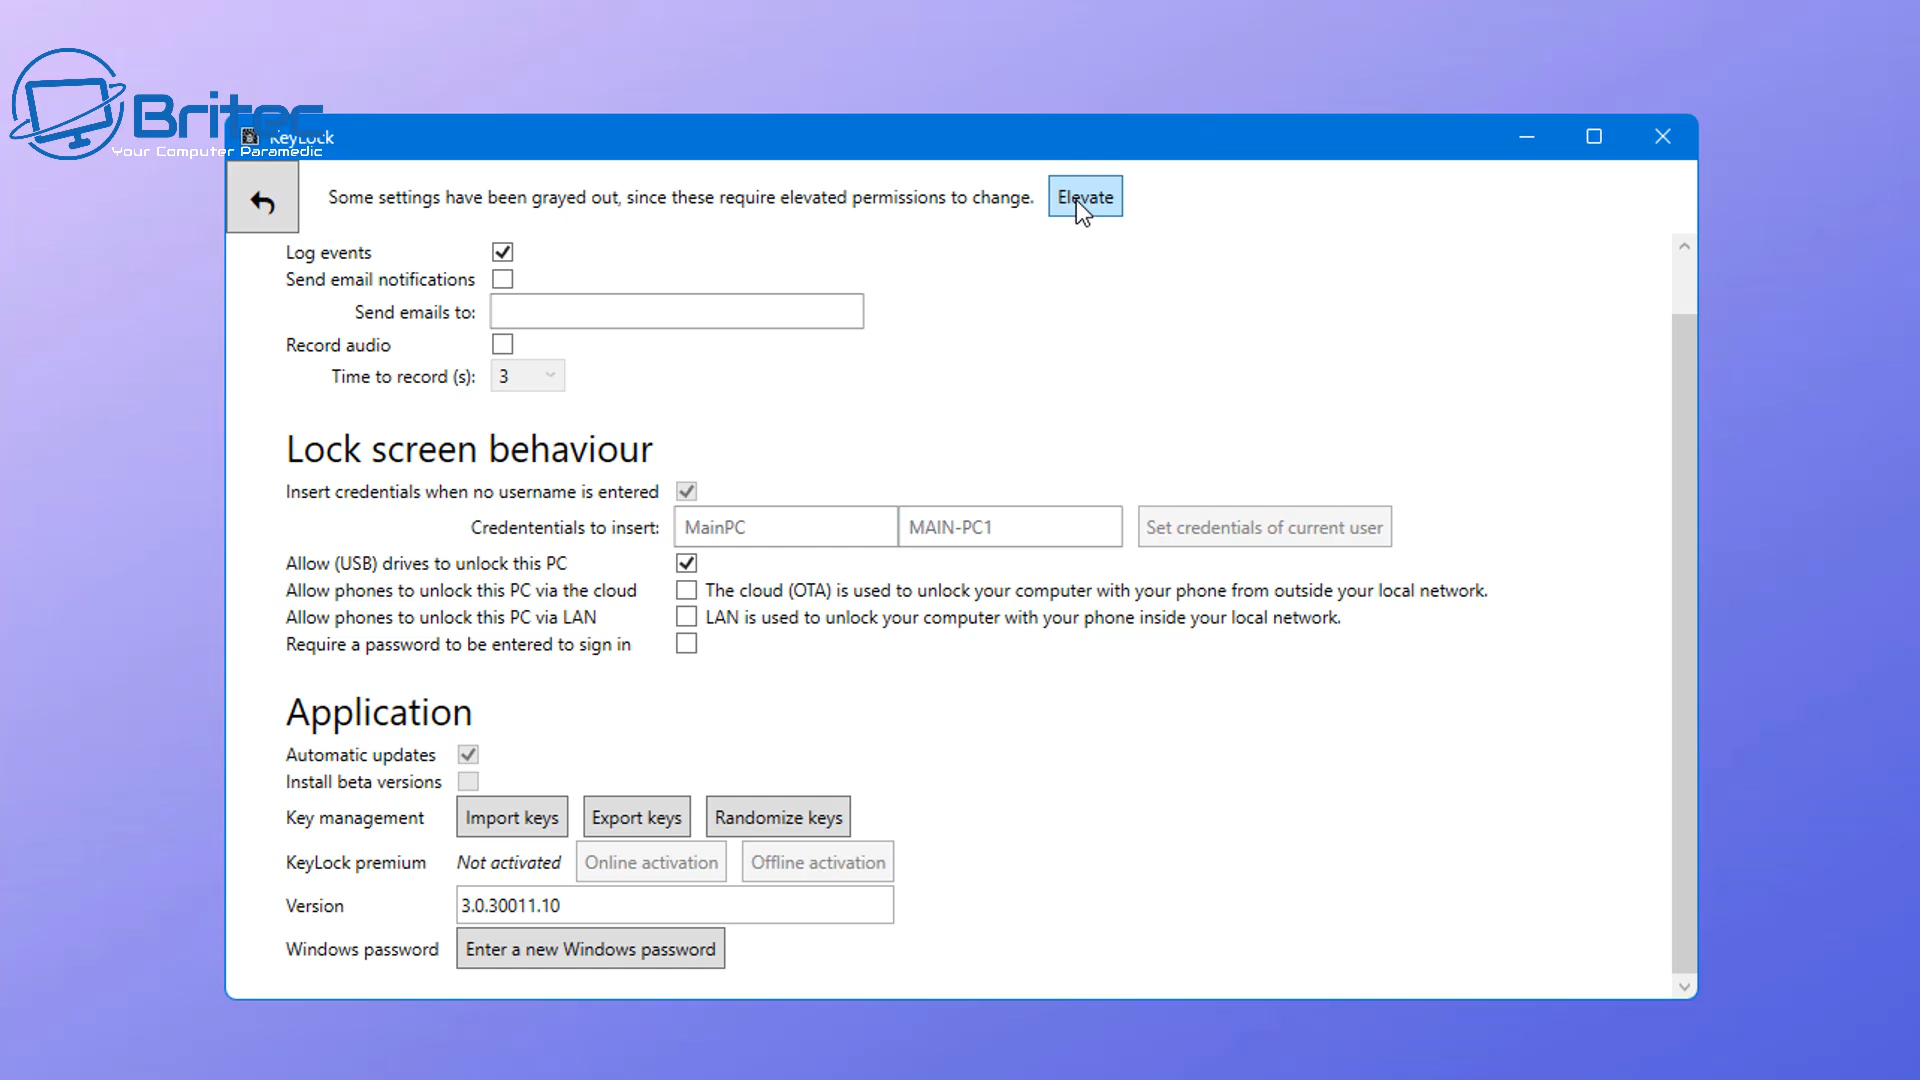 Britec
Your Computer Paramedic
KeyLock
Some settings have been grayed out, since these require elevated permissions to change.
Elevate
Log events
Send email notifications
Send emails to:
Record audio
Time to record (s): 3
Lock screen behaviour
Insert credentials when no username is entered
Credententials to insert: MainPC MAIN-PC1 Set credentials of current user
Allow (USB) drives to unlock this PC
Allow phones to unlock this PC via the cloud The cloud (OTA) is used to unlock your computer with your phone from outside your local network.
Allow phones to unlock this PC via LAN LAN is used to unlock your computer with your phone inside your local network.
Require a password to be entered to sign in
Application
Automatic updates
Install beta versions
Key management Import keys Export keys Randomize keys
KeyLock premium Not activated Online activation Offline activation
Version 3.0.30011.10
Windows password Enter a new Windows password